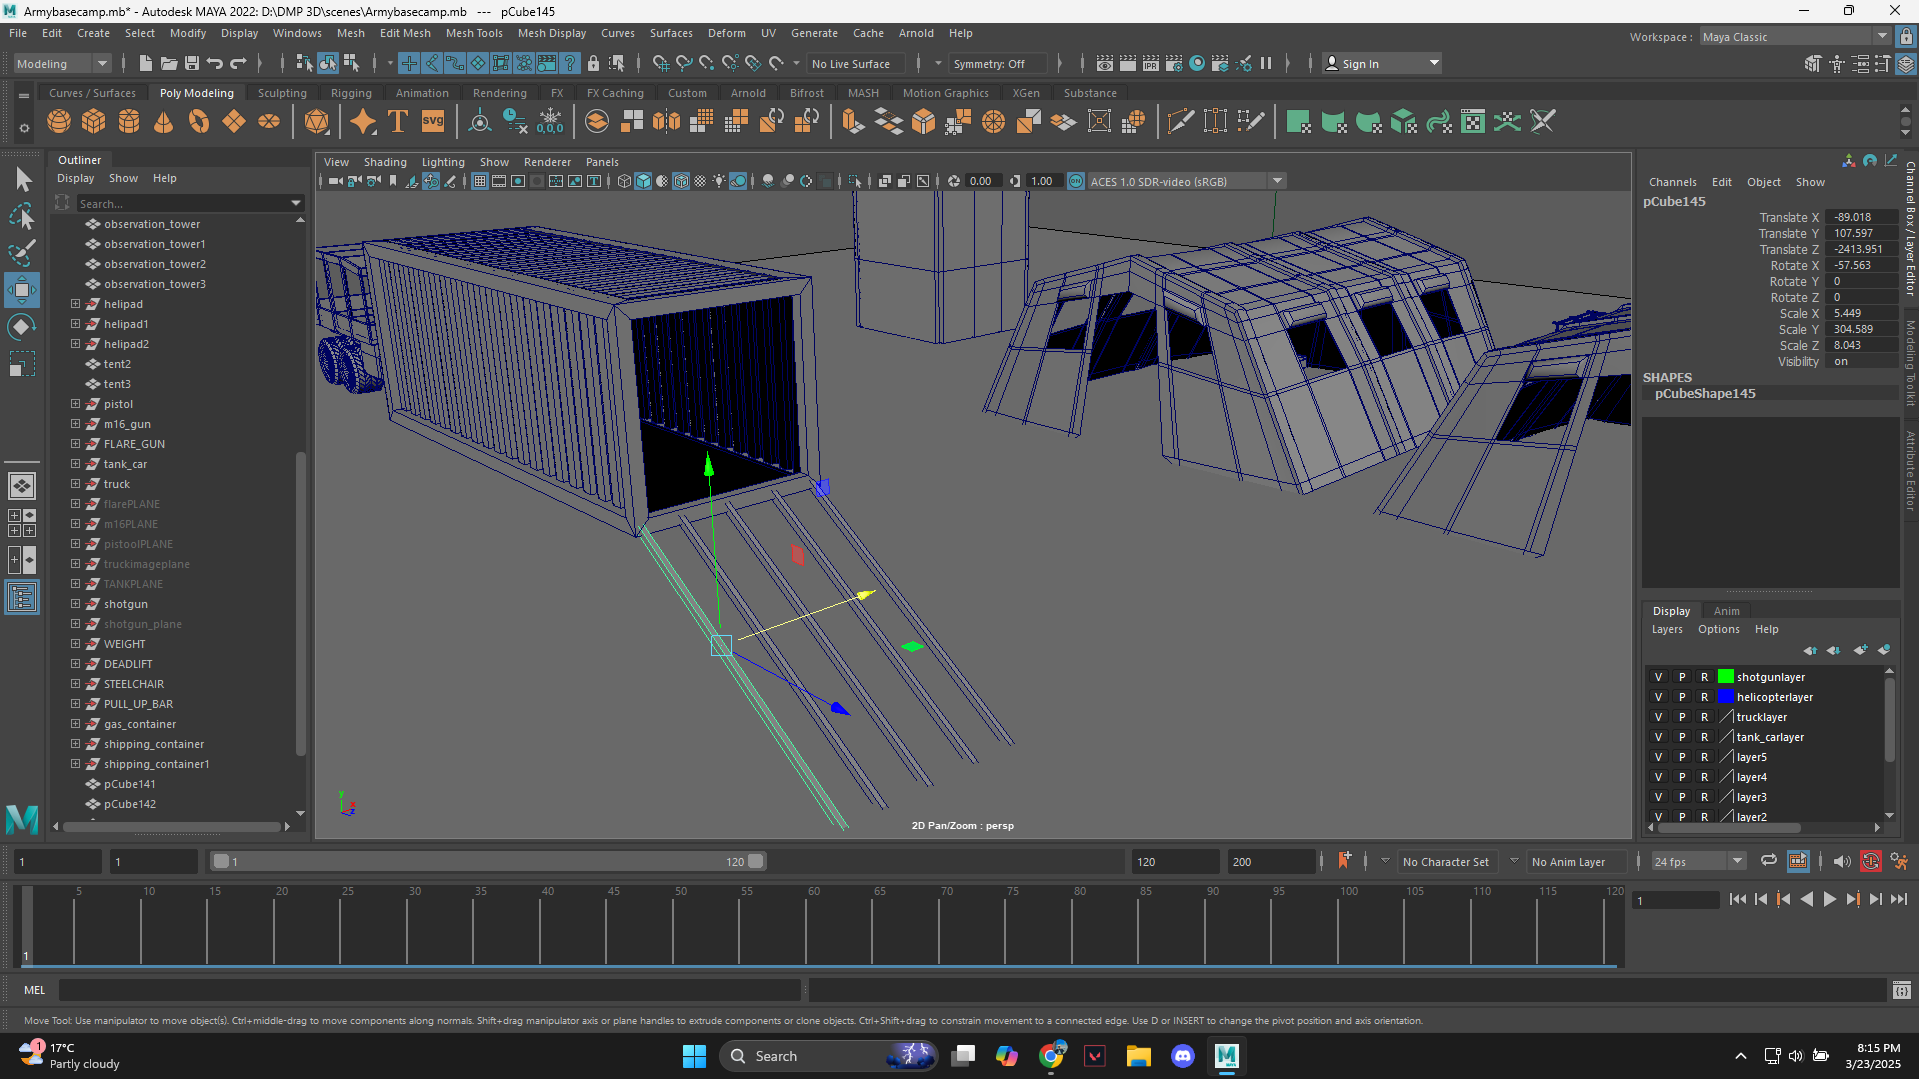 Armybasecamp.mb* - Autodesk MAYA 2022: D:\DMP 3D\scenes\Armybasecamp.mb   ---   pCube145
File Edit Create Select Modify Display Windows Mesh Edit Mesh Mesh Tools Mesh Display Curves Surfaces Deform UV Generate Cache Arnold Help
Workspace : Maya Classic
Modeling No Live Surface Symmetry: Off IPR Sign In
Curves / Surfaces Poly Modeling Sculpting Rigging Animation Rendering FX FX Caching Custom Arnold Bifrost MASH Motion Graphics XGen Substance
T svg 0,0,0
Outliner
Display Show Help
Search...
observation_tower
observation_tower1
observation_tower2
observation_tower3
helipad
helipad1
helipad2
tent2
tent3
pistol
m16_gun
FLARE_GUN
tank_car
truck
flarePLANE
m16PLANE
pistoolPLANE
truckimageplane
TANKPLANE
shotgun
shotgun_plane
WEIGHT
DEADLIFT
STEELCHAIR
PULL_UP_BAR
gas_container
shipping_container
shipping_container1
pCube141
pCube142
View Shading Lighting Show Renderer Panels
0.00 1.00 ACES 1.0 SDR-video (sRGB)
y x z
2D Pan/Zoom : persp
Channels Edit Object Show
pCube145
Translate X -89.018
Translate Y 107.597
Translate Z -2413.951
Rotate X -57.563
Rotate Y 0
Rotate Z 0
Scale X 5.449
Scale Y 304.589
Scale Z 8.043
Visibility on
SHAPES
pCubeShape145
Channel Box / Layer Editor
Modeling Toolkit
Attribute Editor
Display Anim
Layers Options Help
V P R shotgunlayer
V P R helicopterlayer
V P R trucklayer
V P R tank_carlayer
V P R layer5
V P R layer4
V P R layer3
V P R layer2
1 1 1 120 120 200 No Character Set No Anim Layer 24 fps
5 10 15 20 25 30 35 40 45 50 55 60 65 70 75 80 85 90 95 100 105 110 115 120
1
1
MEL
Move Tool: Use manipulator to move object(s). Ctrl+middle-drag to move components along normals. Shift+drag manipulator axis or plane handles to extrude components or clone objects. Ctrl+Shift+drag to constrain movement to a connected edge. Use D or INSERT to change the pivot position and axis orientation.
1
17°C
Partly cloudy
Search
8:15 PM
3/23/2025